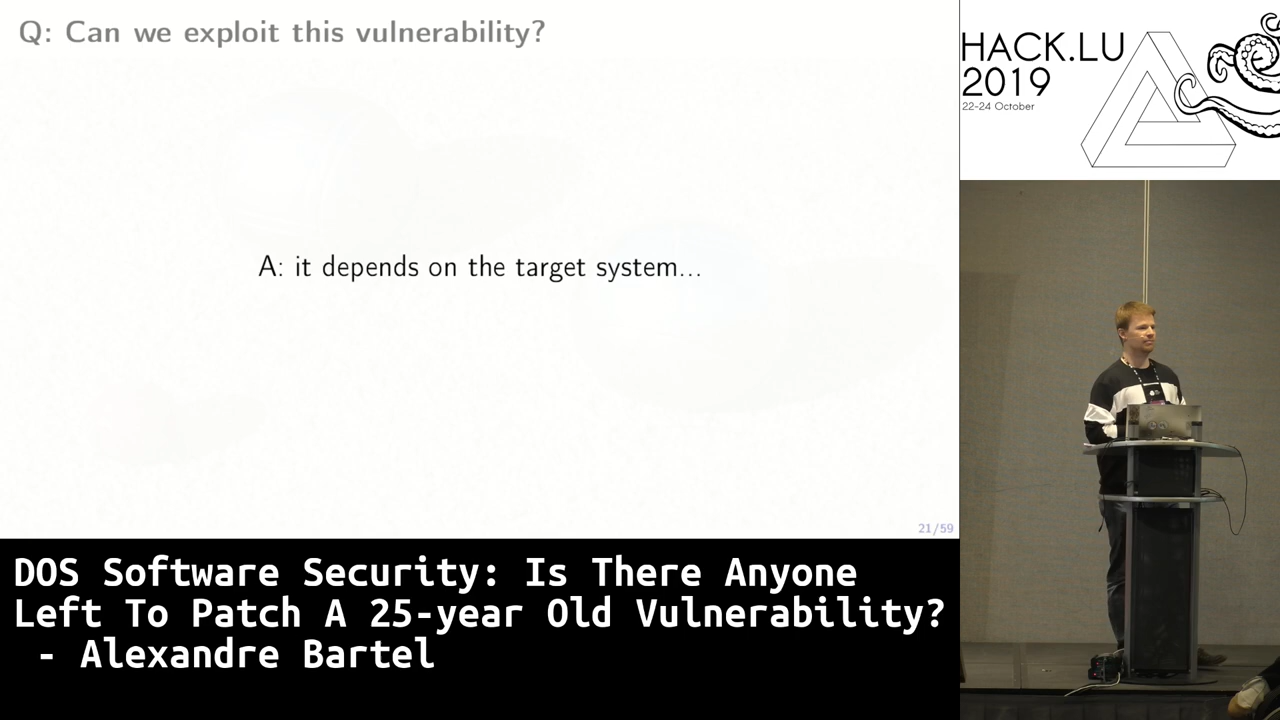 Q: Can we exploit this vulnerability?
A: it depends on the target system...
21/59
HACK.LU
2019
22-24 October
DOS Software Security: Is There Anyone
Left To Patch A 25-year Old Vulnerability?
- Alexandre Bartel